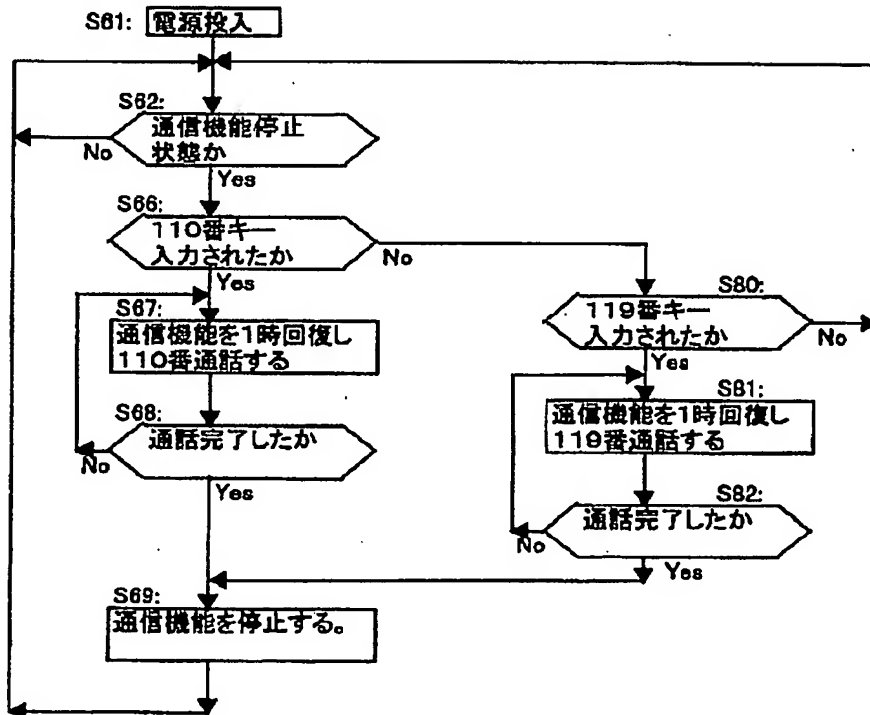 S61: 電源投入
S62:
通信機能停止
状態か
No
Yes
S66:
110番キー
入力されたか
No
Yes
S67:
通信機能を1時回復し
110番通話する
S68:
通話完了したか
No
Yes
S80:
119番キー
入力されたか
No
Yes
S81:
通信機能を1時回復し
119番通話する
S82:
通話完了したか
No
Yes
S69:
通信機能を停止する。